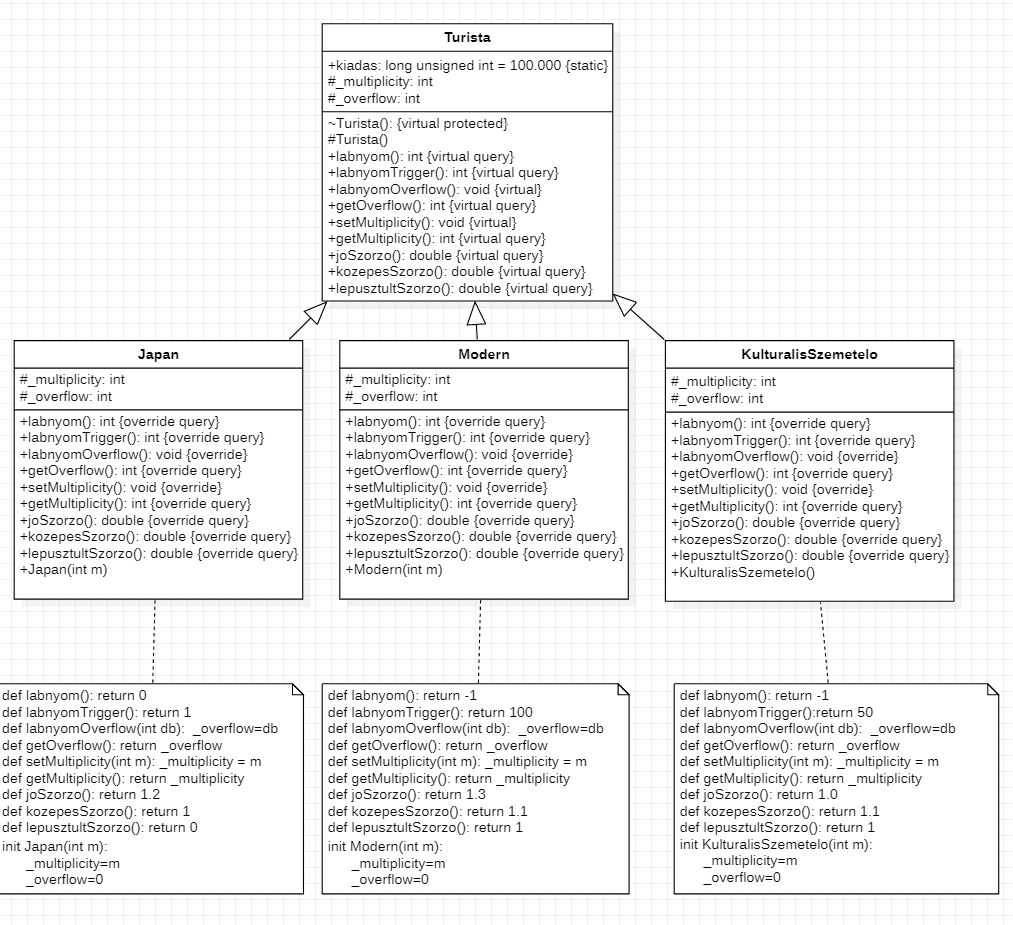 Turista
+kiadas: long unsigned int = 100.000 {static}
#_multiplicity: int
#_overflow: int
~Turista(): {virtual protected}
#Turista()
+labnyom(): int {virtual query}
+labnyomTrigger(): int {virtual query}
+labnyomOverflow(): void {virtual}
+getOverflow(): int {virtual query}
+setMultiplicity(): void {virtual}
+getMultiplicity(): int {virtual query}
+joSzorzo(): double {virtual query}
+kozepesSzorzo(): double {virtual query}
+lepusztultSzorzo(): double {virtual query}
Japan
#_multiplicity: int
#_overflow: int
+labnyom(): int {override query}
+labnyomTrigger(): int {override query}
+labnyomOverflow(): void {override}
+getOverflow(): int {override query}
+setMultiplicity(): void {override}
+getMultiplicity(): int {override query}
+joSzorzo(): double {override query}
+kozepesSzorzo(): double {override query}
+lepusztultSzorzo(): double {override query}
+Japan(int m)
Modern
#_multiplicity: int
#_overflow: int
+labnyom(): int {override query}
+labnyomTrigger(): int {override query}
+labnyomOverflow(): void {override}
+getOverflow(): int {override query}
+setMultiplicity(): void {override}
+getMultiplicity(): int {override query}
+joSzorzo(): double {override query}
+kozepesSzorzo(): double {override query}
+lepusztultSzorzo(): double {override query}
+Modern(int m)
KulturalisSzemetelo
#_multiplicity: int
#_overflow: int
+labnyom(): int {override query}
+labnyomTrigger(): int {override query}
+labnyomOverflow(): void {override}
+getOverflow(): int {override query}
+setMultiplicity(): void {override}
+getMultiplicity(): int {override query}
+joSzorzo(): double {override query}
+kozepesSzorzo(): double {override query}
+lepusztultSzorzo(): double {override query}
+KulturalisSzemetelo()
def labnyom(): return 0
def labnyomTrigger(): return 1
def labnyomOverflow(int db): _overflow=db
def getOverflow(): return _overflow
def setMultiplicity(int m): _multiplicity = m
def getMultiplicity(): return _multiplicity
def joSzorzo(): return 1.2
def kozepesSzorzo(): return 1
def lepusztultSzorzo(): return 0
init Japan(int m):
_multiplicity=m
_overflow=0
def labnyom(): return -1
def labnyomTrigger(): return 100
def labnyomOverflow(int db): _overflow=db
def getOverflow(): return _overflow
def setMultiplicity(int m): _multiplicity = m
def getMultiplicity(): return _multiplicity
def joSzorzo(): return 1.3
def kozepesSzorzo(): return 1.1
def lepusztultSzorzo(): return 1
init Modern(int m):
_multiplicity=m
_overflow=0
def labnyom(): return -1
def labnyomTrigger():return 50
def labnyomOverflow(int db): _overflow=db
def getOverflow(): return _overflow
def setMultiplicity(int m): _multiplicity = m
def getMultiplicity(): return _multiplicity
def joSzorzo(): return 1.0
def kozepesSzorzo(): return 1.1
def lepusztultSzorzo(): return 1
init KulturalisSzemetelo(int m):
_multiplicity=m
_overflow=0